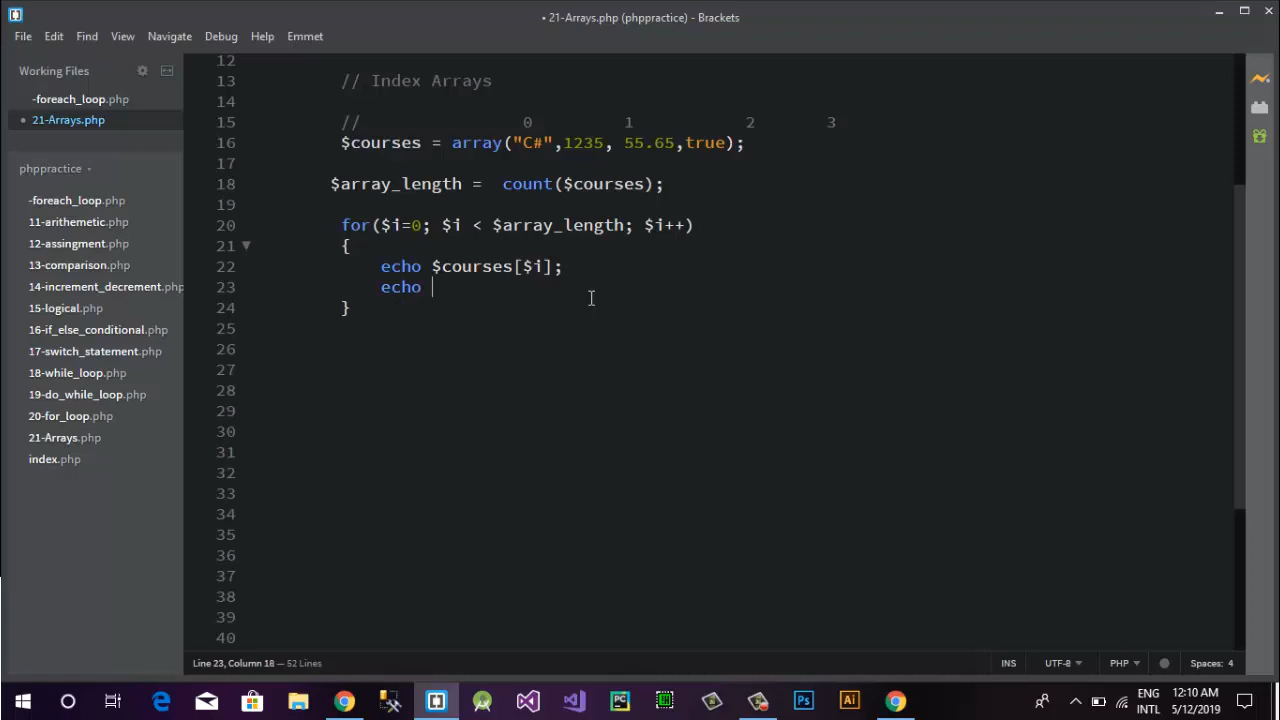 • 21-Arrays.php (phppractice) - Brackets
File Edit Find View Navigate Debug Help Emmet
Working Files
-foreach_loop.php
• 21-Arrays.php
phppractice
-foreach_loop.php
11-arithemetic.php
12-assingment.php
13-comparison.php
14-increment_decrement.php
15-logical.php
16-if_else_conditional.php
17-switch_statement.php
18-while_loop.php
19-do_while_loop.php
20-for_loop.php
21-Arrays.php
index.php
12
13 // Index Arrays
14
15 // 0 1 2 3
16 $courses = array("C#",1235, 55.65,true);
17
18 $array_length = count($courses);
19
20 for($i=0; $i < $array_length; $i++)
21 {
22 echo $courses[$i];
23 echo
24 }
25
26
27
28
29
30
31
32
33
34
35
36
37
38
39
40
Line 23, Column 18 — 52 Lines
INS UTF-8 PHP Spaces: 4
PC Ps Ai
ENG 12:10 AM
INTL 5/12/2019